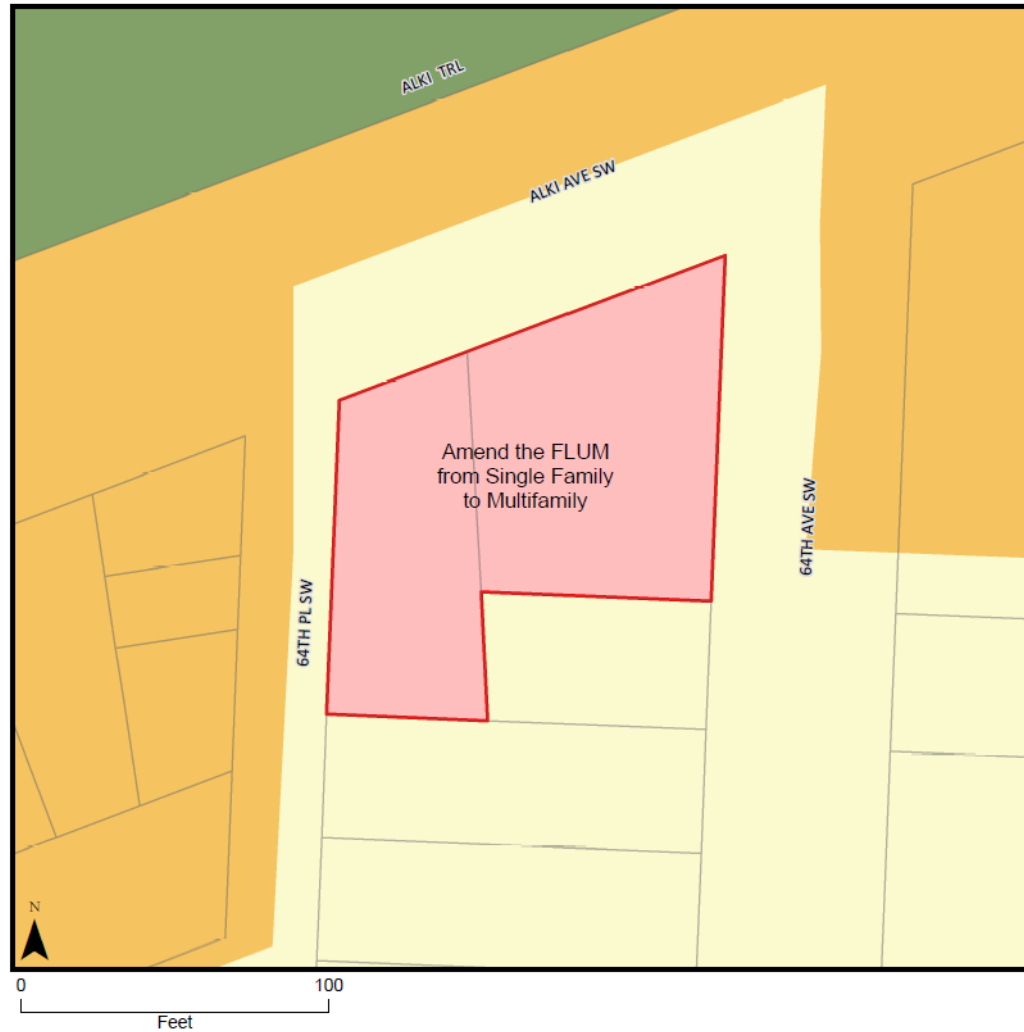 ALKI TRL
ALKI AVE SW
Amend the FLUM
from Single Family
to Multifamily
64TH AVE SW
64TH PL SW
N
0 100
Feet